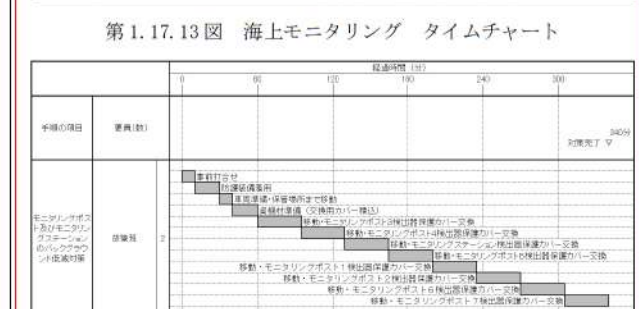 第1.17.13図　海上モニタリング　タイムチャート
経過時間（分）
0 60 120 180 240 300
手順の項目 要員(数)
340分
対策完了 ▽
事前打合せ
防護装備着用
車両準備・保管場所まで移動
資機材準備（交換用カバー積込）
移動・モニタリングポスト3検出器保護カバー交換
移動・モニタリングポスト4検出器保護カバー交換
移動・モニタリングステーション検出器保護カバー交換
移動・モニタリングポスト5検出器保護カバー交換
移動・モニタリングポスト1検出器保護カバー交換
移動・モニタリングポスト2検出器保護カバー交換
移動・モニタリングポスト6検出器保護カバー交換
移動・モニタリングポスト7検出器保護カバー交換
モニタリングポス
ト及びモニタリン
グステーション
のバックグラウ
ンド低減対策
放管班 2